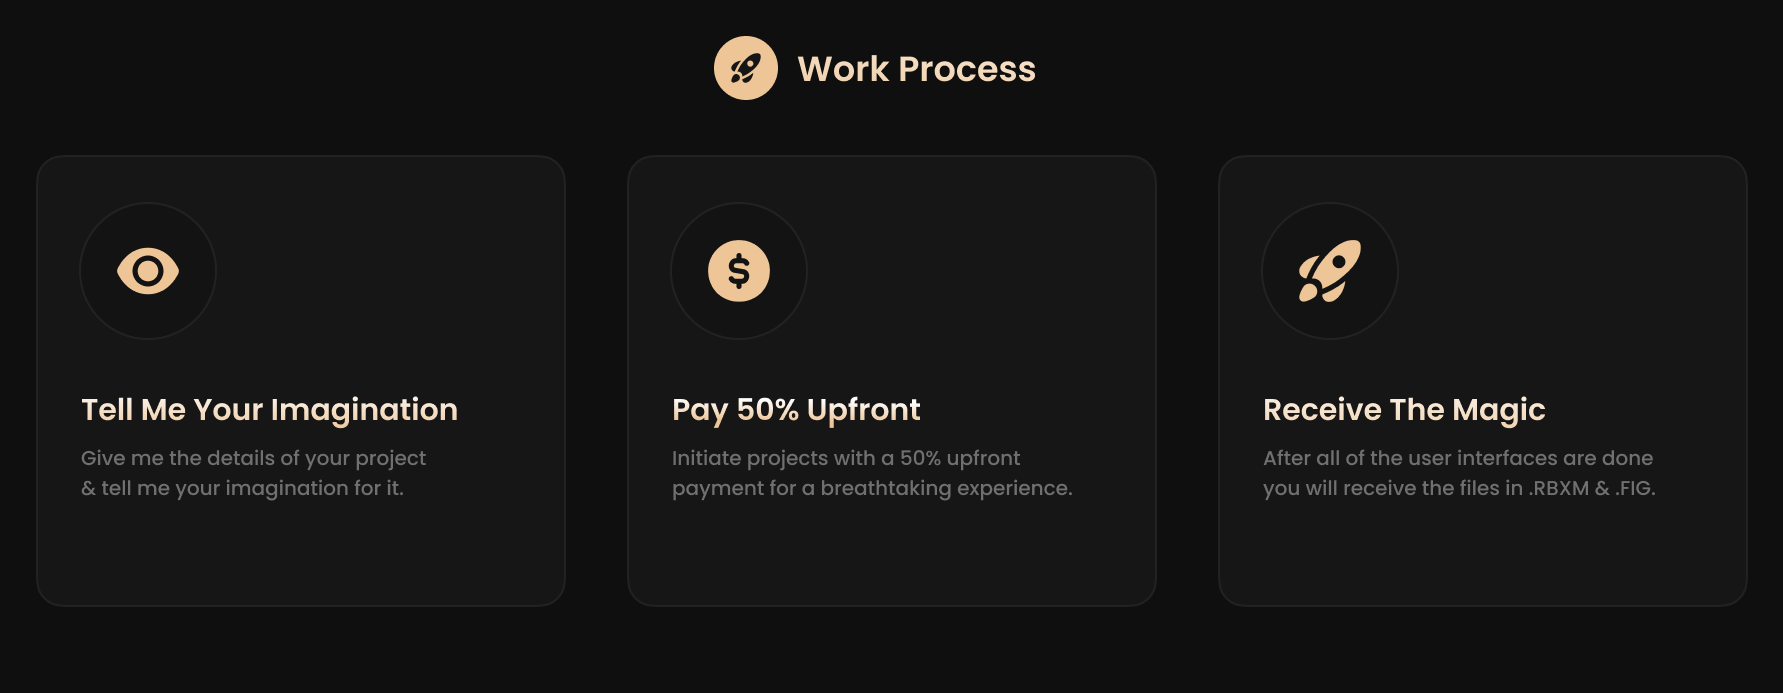 Work Process
Tell Me Your Imagination
Give me the details of your project
& tell me your imagination for it.
Pay 50% Upfront
Initiate projects with a 50% upfront
payment for a breathtaking experience.
Receive The Magic
After all of the user interfaces are done
you will receive the files in .RBXM & .FIG.